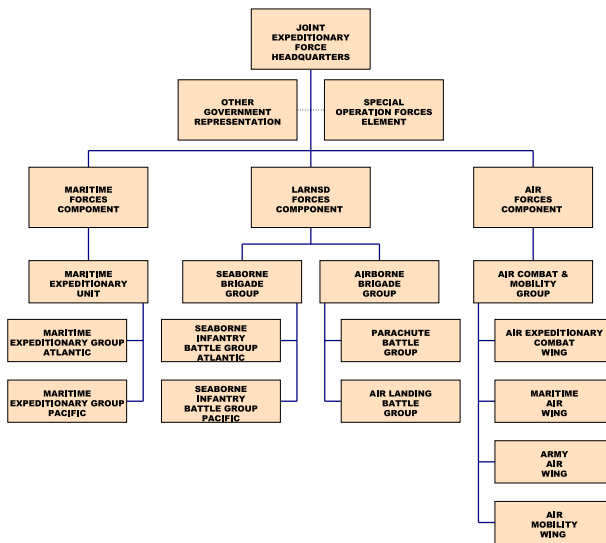 JOINT
EXPEDITIONARY
FORCE
HEADQUARTERS
OTHER
GOVERNMENT
REPRESENTATION
SPECIAL
OPERATION FORCES
ELEMENT
MARITIME
FORCES
COMPOMENT
LARNSD
FORCES
COMPPONENT
AIR
FORCES
COMPONENT
MARITIME
EXPEDITIONARY
UNIT
SEABORNE
BRIGADE
GROUP
AIRBORNE
BRIGADE
GROUP
AIR COMBAT &
MOBILITY
GROUP
MARITIME
EXPEDITIONARY GROUP
ATLANTIC
SEABORNE
INFANTRY
BATTLE GROUP
ATLANTIC
PARACHUTE
BATTLE
GROUP
AIR EXPEDITIONARY
COMBAT
WING
MARITIME
EXPEDITIONARY GROUP
PACIFIC
SEABORNE
INFANTRY
BATTLE GROUP
PACIFIC
AIR LANDING
BATTLE
GROUP
MARITIME
AIR
WING
ARMY
AIR
WING
AIR
MOBILITY
WING